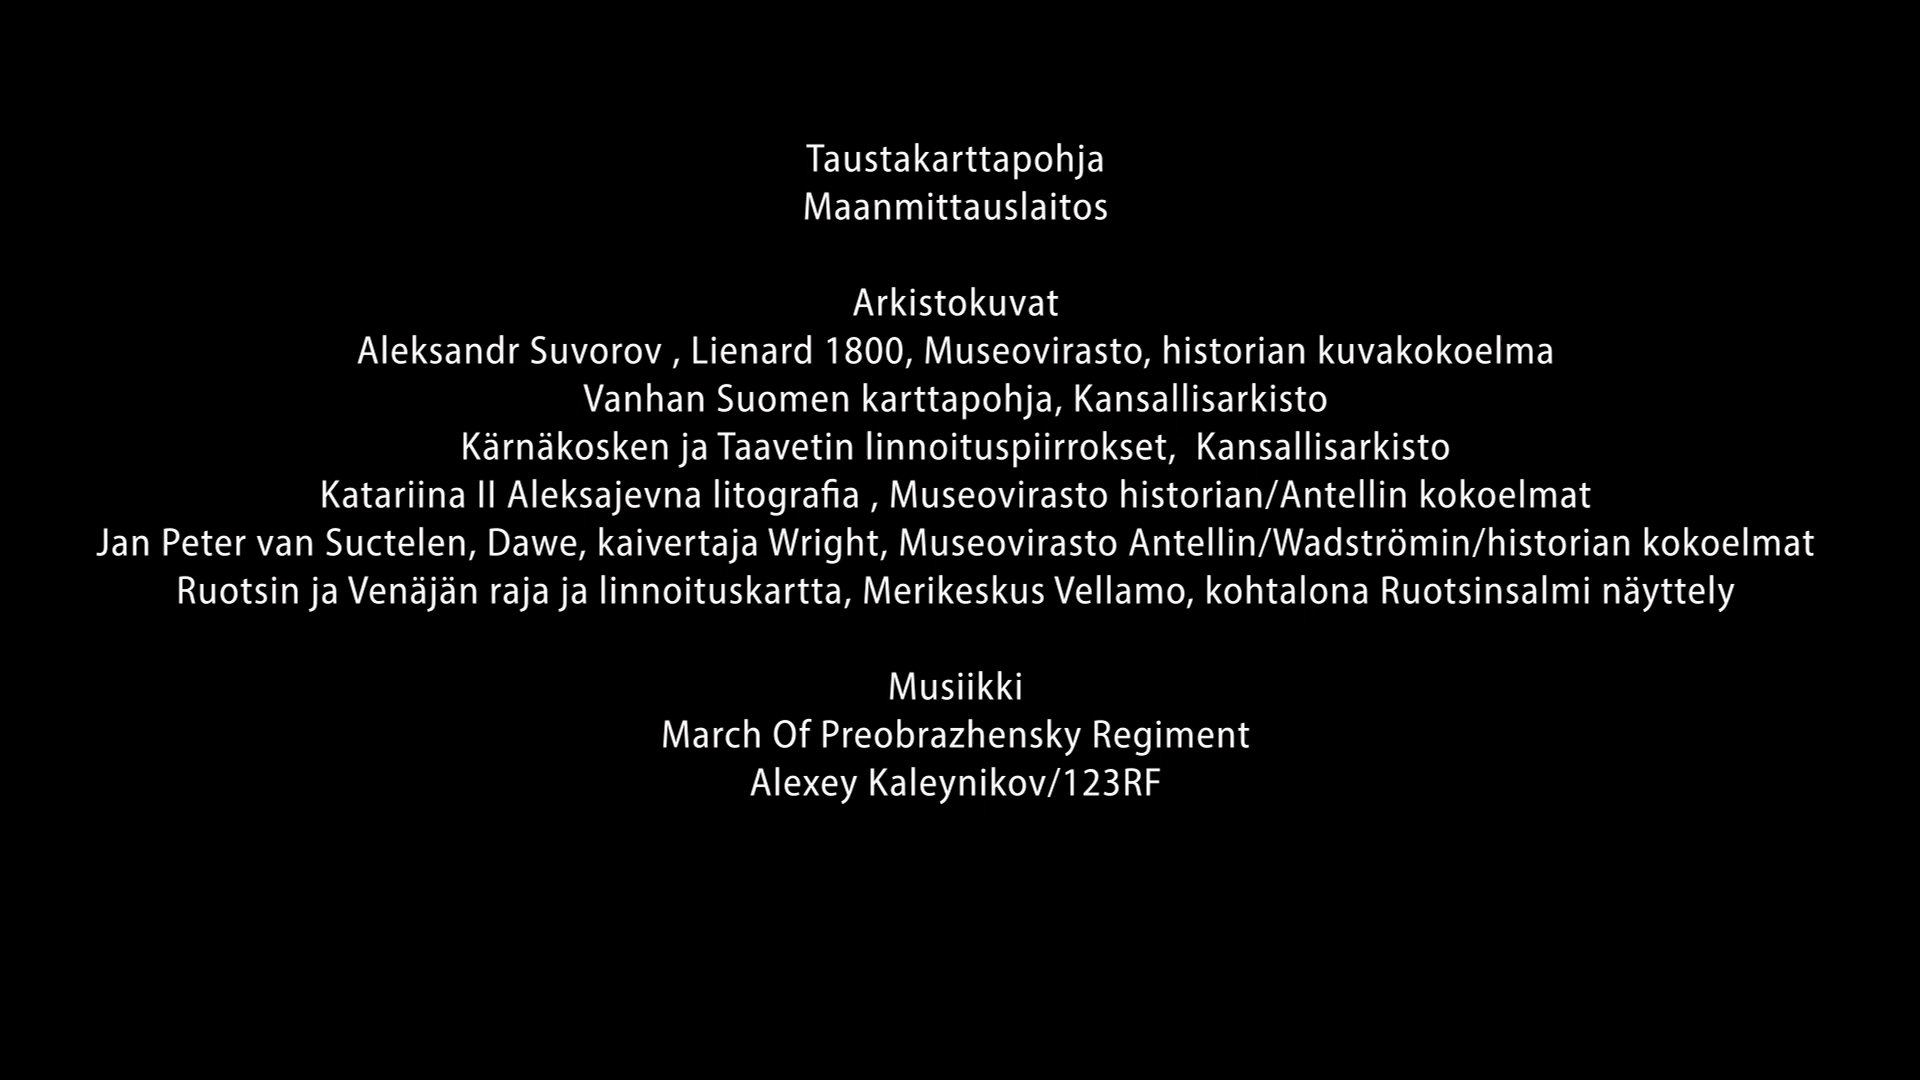 Taustakarttapohja
Maanmittauslaitos
Arkistokuvat
Aleksandr Suvorov , Lienard 1800, Museovirasto, historian kuvakokoelma
Vanhan Suomen karttapohja, Kansallisarkisto
Kärnäkosken ja Taavetin linnoituspiirrokset,  Kansallisarkisto
Katariina II Aleksajevna litografia , Museovirasto historian/Antellin kokoelmat
Jan Peter van Suctelen, Dawe, kaivertaja Wright, Museovirasto Antellin/Wadströmin/historian kokoelmat
Ruotsin ja Venäjän raja ja linnoituskartta, Merikeskus Vellamo, kohtalona Ruotsinsalmi näyttely
Musiikki
March Of Preobrazhensky Regiment
Alexey Kaleynikov/123RF